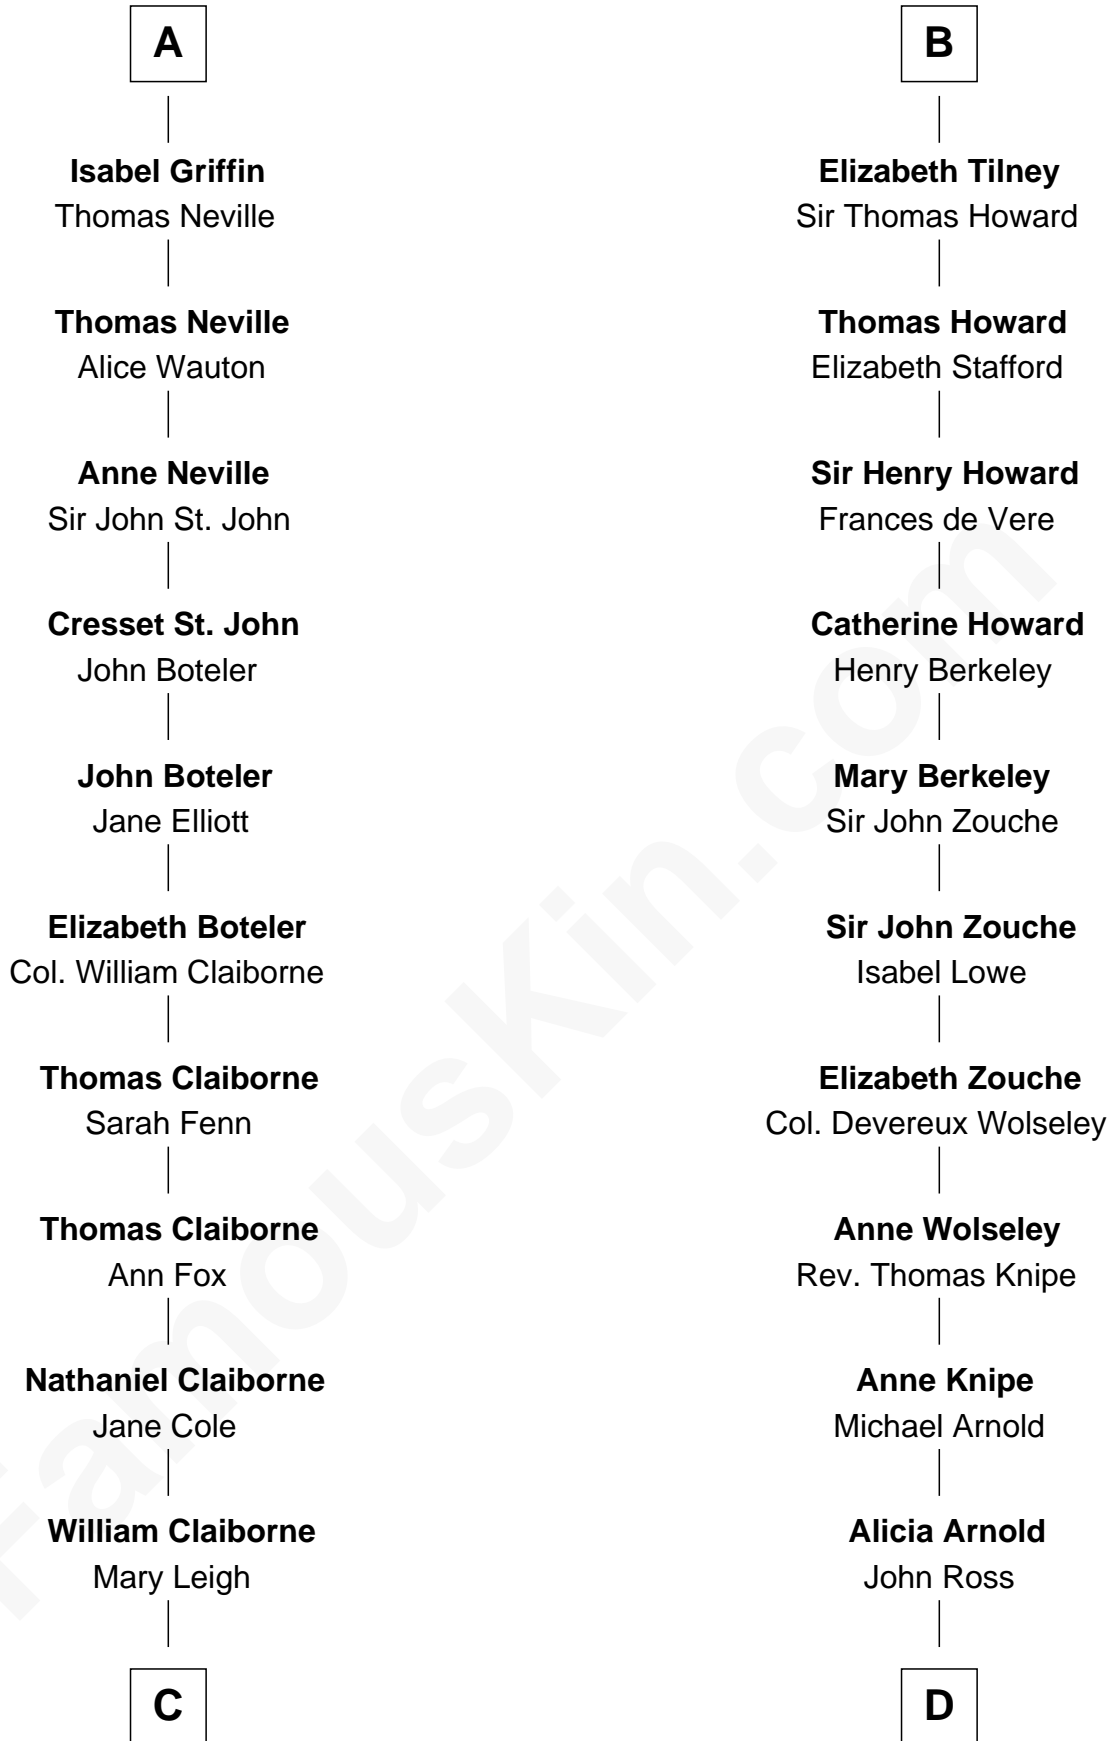 A
Isabel Griffin
Thomas Neville
Thomas Neville
Alice Wauton
Anne Neville
Sir John St. John
Cresset St. John
John Boteler
John Boteler
Jane Elliott
Elizabeth Boteler
Col. William Claiborne
Thomas Claiborne
Sarah Fenn
Thomas Claiborne
Ann Fox
Nathaniel Claiborne
Jane Cole
William Claiborne
Mary Leigh
C
B
Elizabeth Tilney
Sir Thomas Howard
Thomas Howard
Elizabeth Stafford
Sir Henry Howard
Frances de Vere
Catherine Howard
Henry Berkeley
Mary Berkeley
Sir John Zouche
Sir John Zouche
Isabel Lowe
Elizabeth Zouche
Col. Devereux Wolseley
Anne Wolseley
Rev. Thomas Knipe
Anne Knipe
Michael Arnold
Alicia Arnold
John Ross
D
FamousKin.com